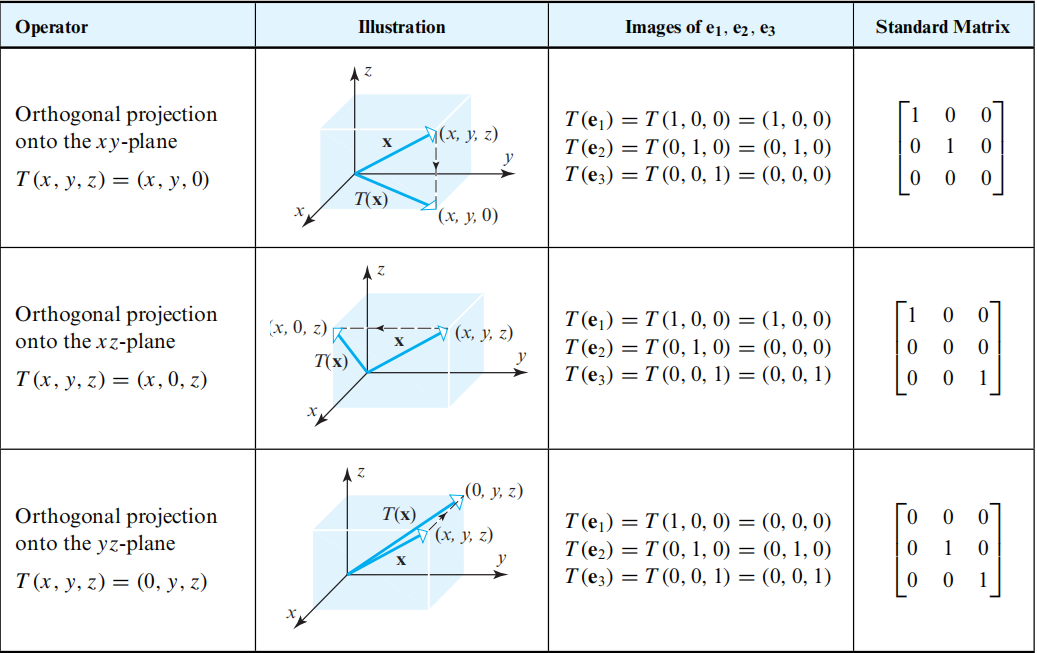 Operator Illustration Images of e₁, e₂, e₃ Standard Matrix
Orthogonal projection
onto the xy-plane
T(x, y, z) = (x, y, 0)
z
(x, y, z)
x
y
T(x)
x
(x, y, 0)
T(e₁) = T(1, 0, 0) = (1, 0, 0)
T(e₂) = T(0, 1, 0) = (0, 1, 0)
T(e₃) = T(0, 0, 1) = (0, 0, 0)
1 0 0
0 1 0
0 0 0
Orthogonal projection
onto the xz-plane
T(x, y, z) = (x, 0, z)
z
(x, 0, z)
(x, y, z)
x
T(x)
y
x
T(e₁) = T(1, 0, 0) = (1, 0, 0)
T(e₂) = T(0, 1, 0) = (0, 0, 0)
T(e₃) = T(0, 0, 1) = (0, 0, 1)
1 0 0
0 0 0
0 0 1
Orthogonal projection
onto the yz-plane
T(x, y, z) = (0, y, z)
z
(0, y, z)
T(x)
(x, y, z)
x
y
x
T(e₁) = T(1, 0, 0) = (0, 0, 0)
T(e₂) = T(0, 1, 0) = (0, 1, 0)
T(e₃) = T(0, 0, 1) = (0, 0, 1)
0 0 0
0 1 0
0 0 1